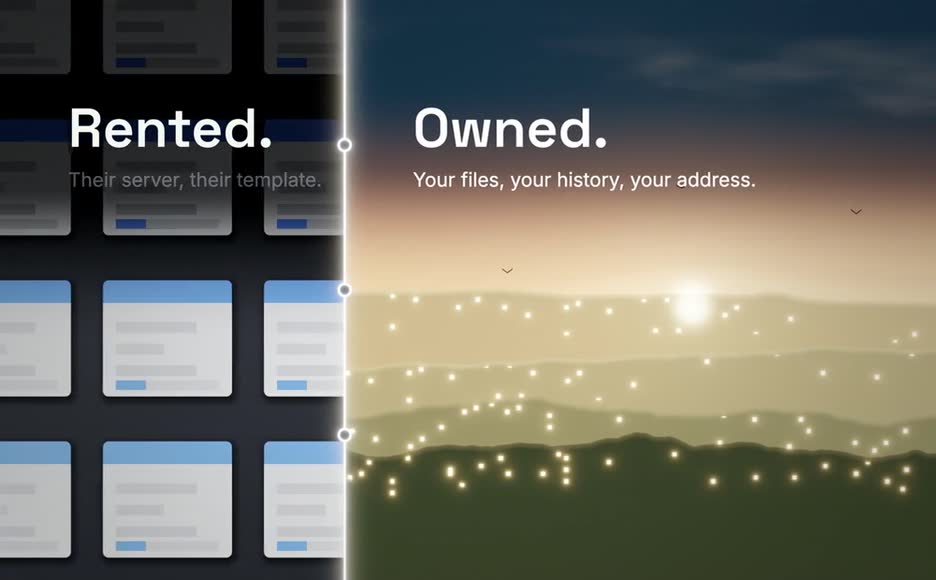 Rented.
Their server, their template.
Owned.
Your files, your history, your address.